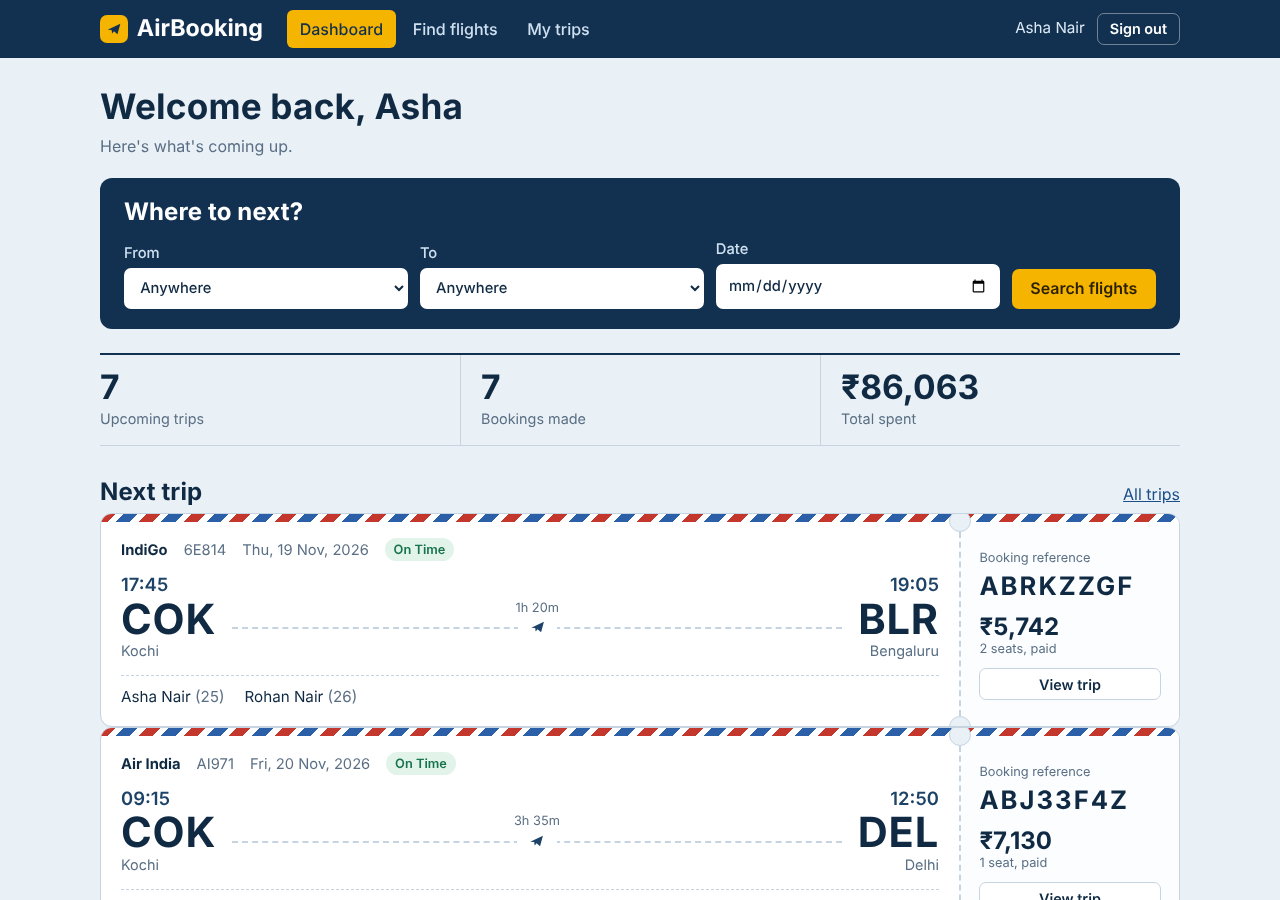 AirBooking Dashboard Find flights My trips Asha Nair Sign out
Welcome back, Asha
Here's what's coming up.
Where to next?
From To Date
Anywhere Anywhere mm/dd/yyyy Search flights
7 7 ₹86,063
Upcoming trips Bookings made Total spent
Next trip All trips
IndiGo 6E814 Thu, 19 Nov, 2026 On Time
17:45 19:05
COK 1h 20m BLR
Kochi Bengaluru
Asha Nair (25) Rohan Nair (26)
Booking reference
ABRKZZGF
₹5,742
2 seats, paid
View trip
Air India AI971 Fri, 20 Nov, 2026 On Time
09:15 12:50
COK 3h 35m DEL
Kochi Delhi
Booking reference
ABJ33F4Z
₹7,130
1 seat, paid
View trip